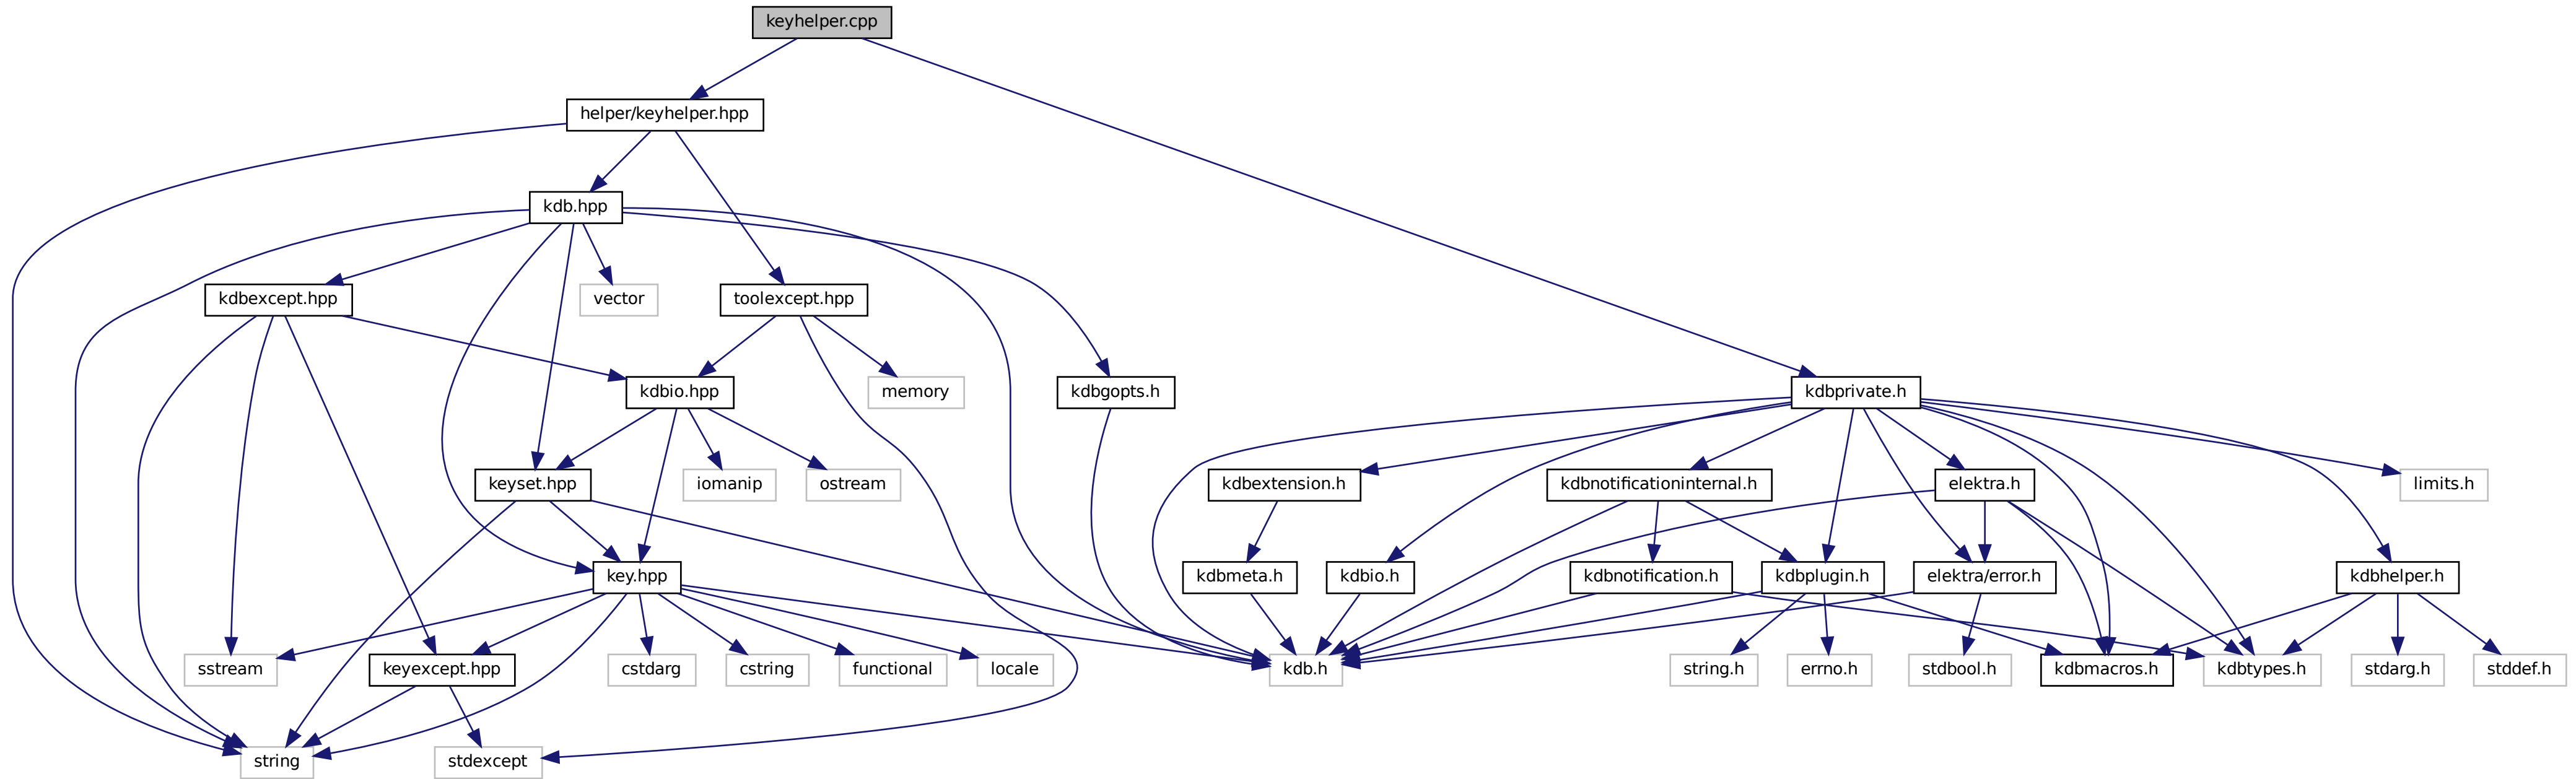 keyhelper.cpp
helper/keyhelper.hpp
kdb.hpp
kdbexcept.hpp
vector
toolexcept.hpp
kdbio.hpp
memory
kdbgopts.h
kdbprivate.h
keyset.hpp
iomanip
ostream
kdbextension.h
kdbnotificationinternal.h
elektra.h
limits.h
key.hpp
kdbmeta.h
kdbio.h
kdbnotification.h
kdbplugin.h
elektra/error.h
kdbhelper.h
sstream
keyexcept.hpp
cstdarg
cstring
functional
locale
kdb.h
string.h
errno.h
stdbool.h
kdbmacros.h
kdbtypes.h
stdarg.h
stddef.h
string
stdexcept